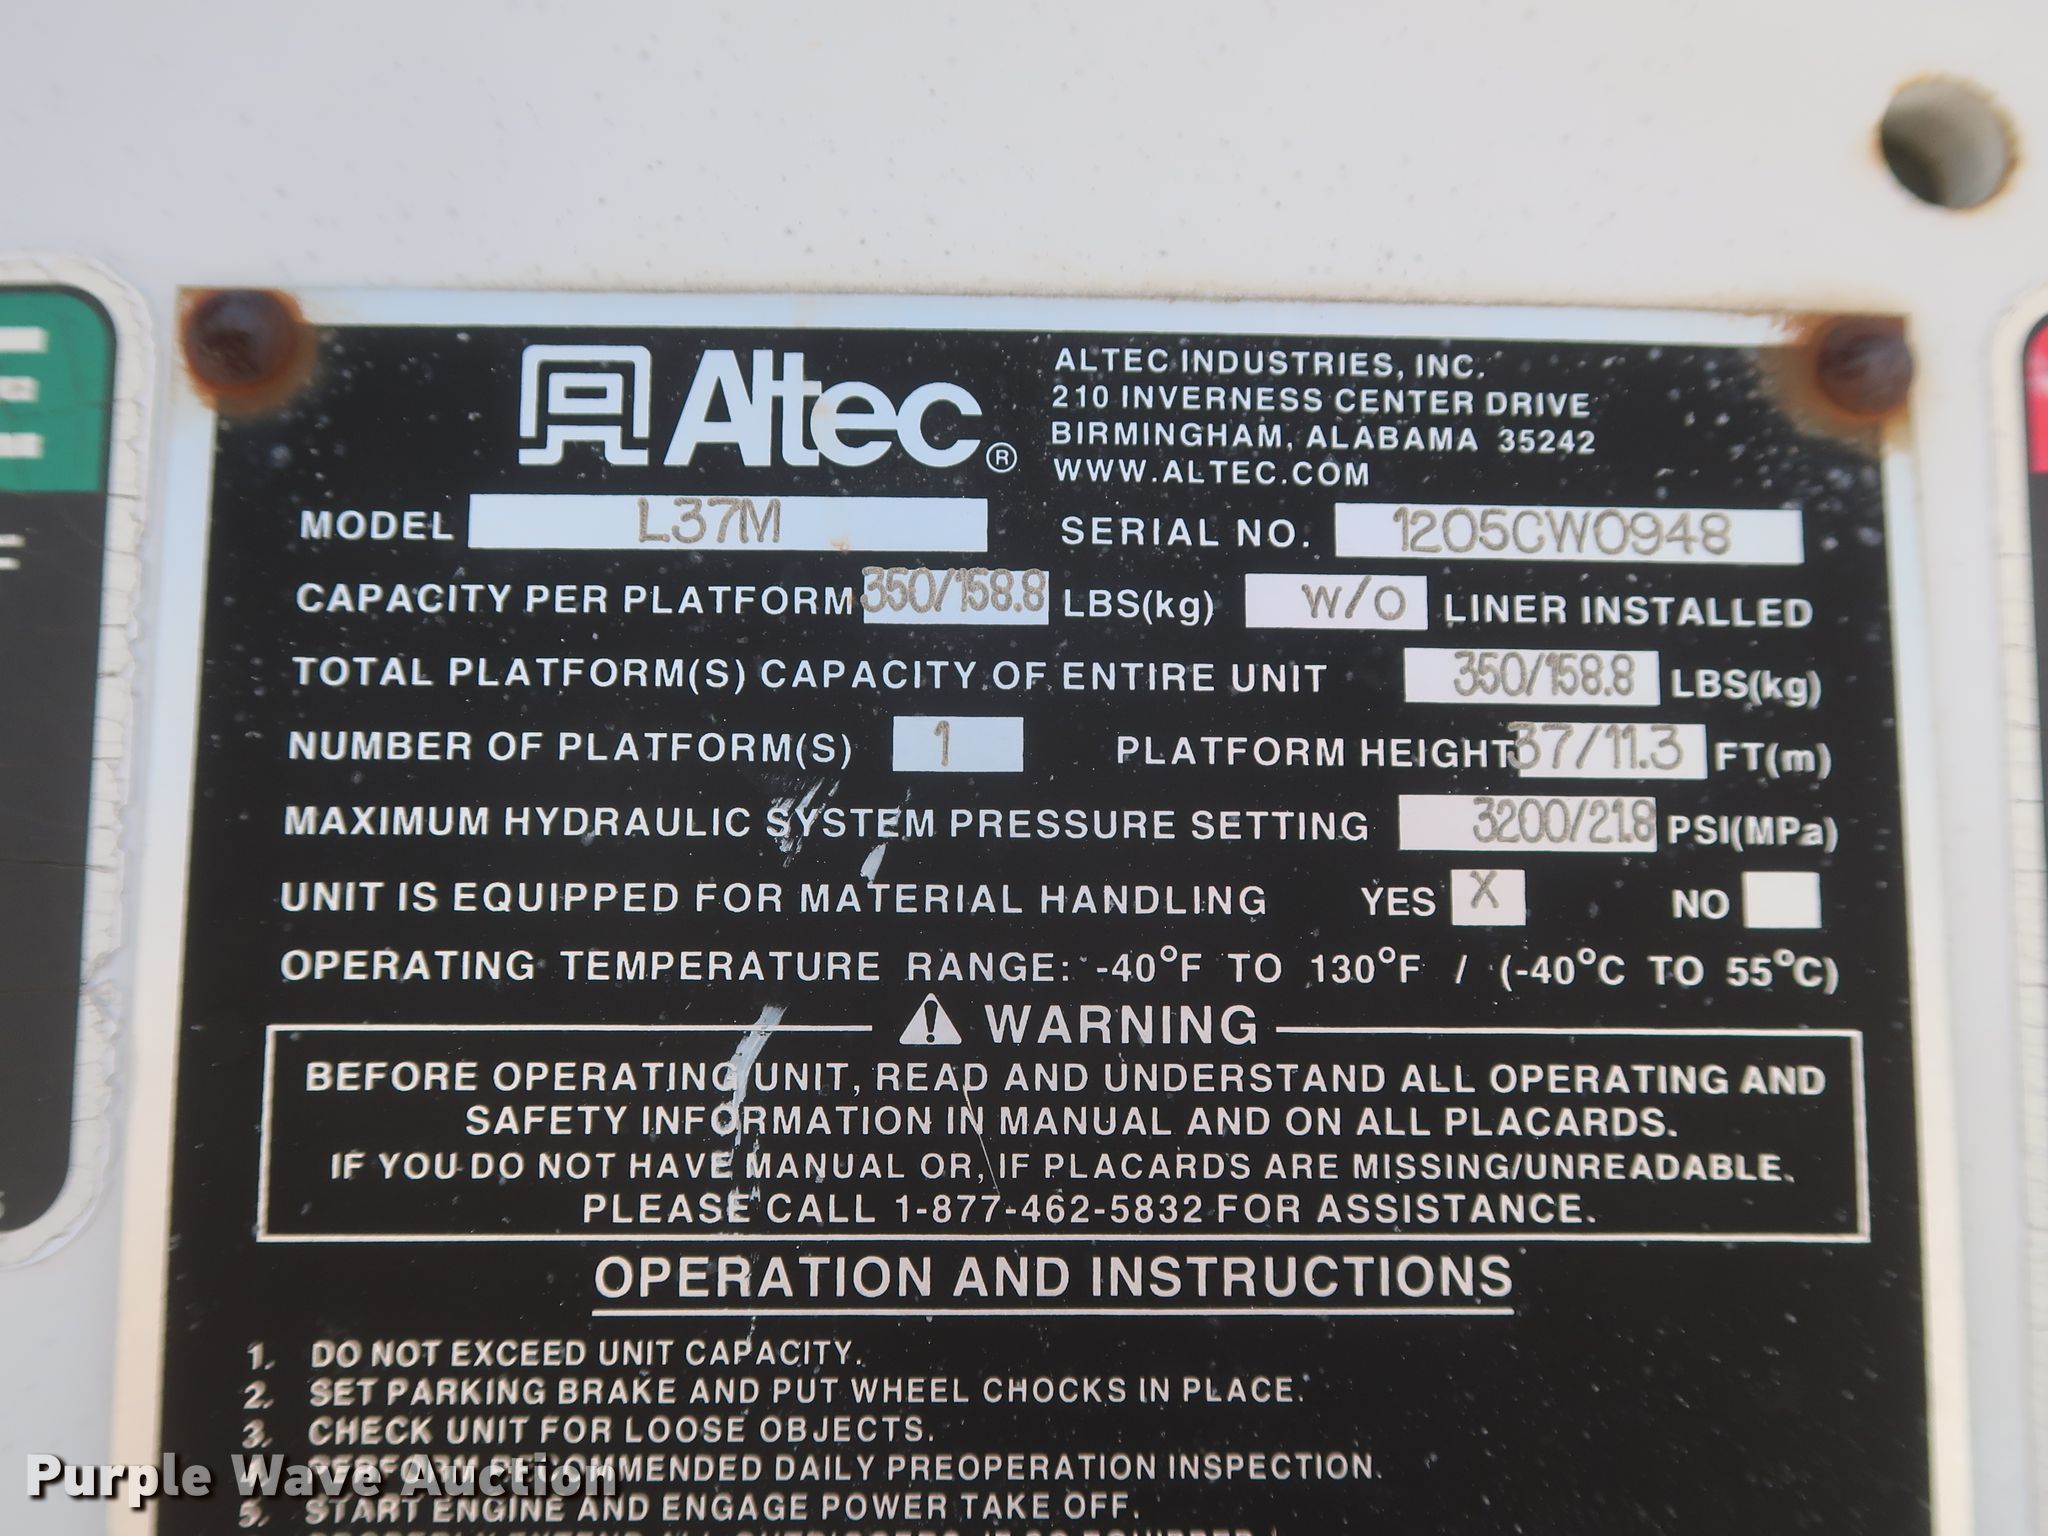 Altec®
ALTEC INDUSTRIES, INC.
210 INVERNESS CENTER DRIVE
BIRMINGHAM, ALABAMA 35242
WWW.ALTEC.COM
MODEL L37M SERIAL NO. 1205CW0948
CAPACITY PER PLATFORM 350/158.8 LBS(kg) W/O LINER INSTALLED
TOTAL PLATFORM(S) CAPACITY OF ENTIRE UNIT 350/158.8 LBS(kg)
NUMBER OF PLATFORM(S) 1 PLATFORM HEIGHT 37/11.3 FT(m)
MAXIMUM HYDRAULIC SYSTEM PRESSURE SETTING 3200/21.8 PSI(MPa)
UNIT IS EQUIPPED FOR MATERIAL HANDLING YES X NO
OPERATING TEMPERATURE RANGE: -40°F TO 130°F / (-40°C TO 55°C)
WARNING
BEFORE OPERATING UNIT, READ AND UNDERSTAND ALL OPERATING AND
SAFETY INFORMATION IN MANUAL AND ON ALL PLACARDS.
IF YOU DO NOT HAVE MANUAL OR, IF PLACARDS ARE MISSING/UNREADABLE.
PLEASE CALL 1-877-462-5832 FOR ASSISTANCE.
OPERATION AND INSTRUCTIONS
1. DO NOT EXCEED UNIT CAPACITY.
2. SET PARKING BRAKE AND PUT WHEEL CHOCKS IN PLACE.
3. CHECK UNIT FOR LOOSE OBJECTS.
4. PERFORM RECOMMENDED DAILY PREOPERATION INSPECTION.
5. START ENGINE AND ENGAGE POWER TAKE OFF.
Purple Wave Auction